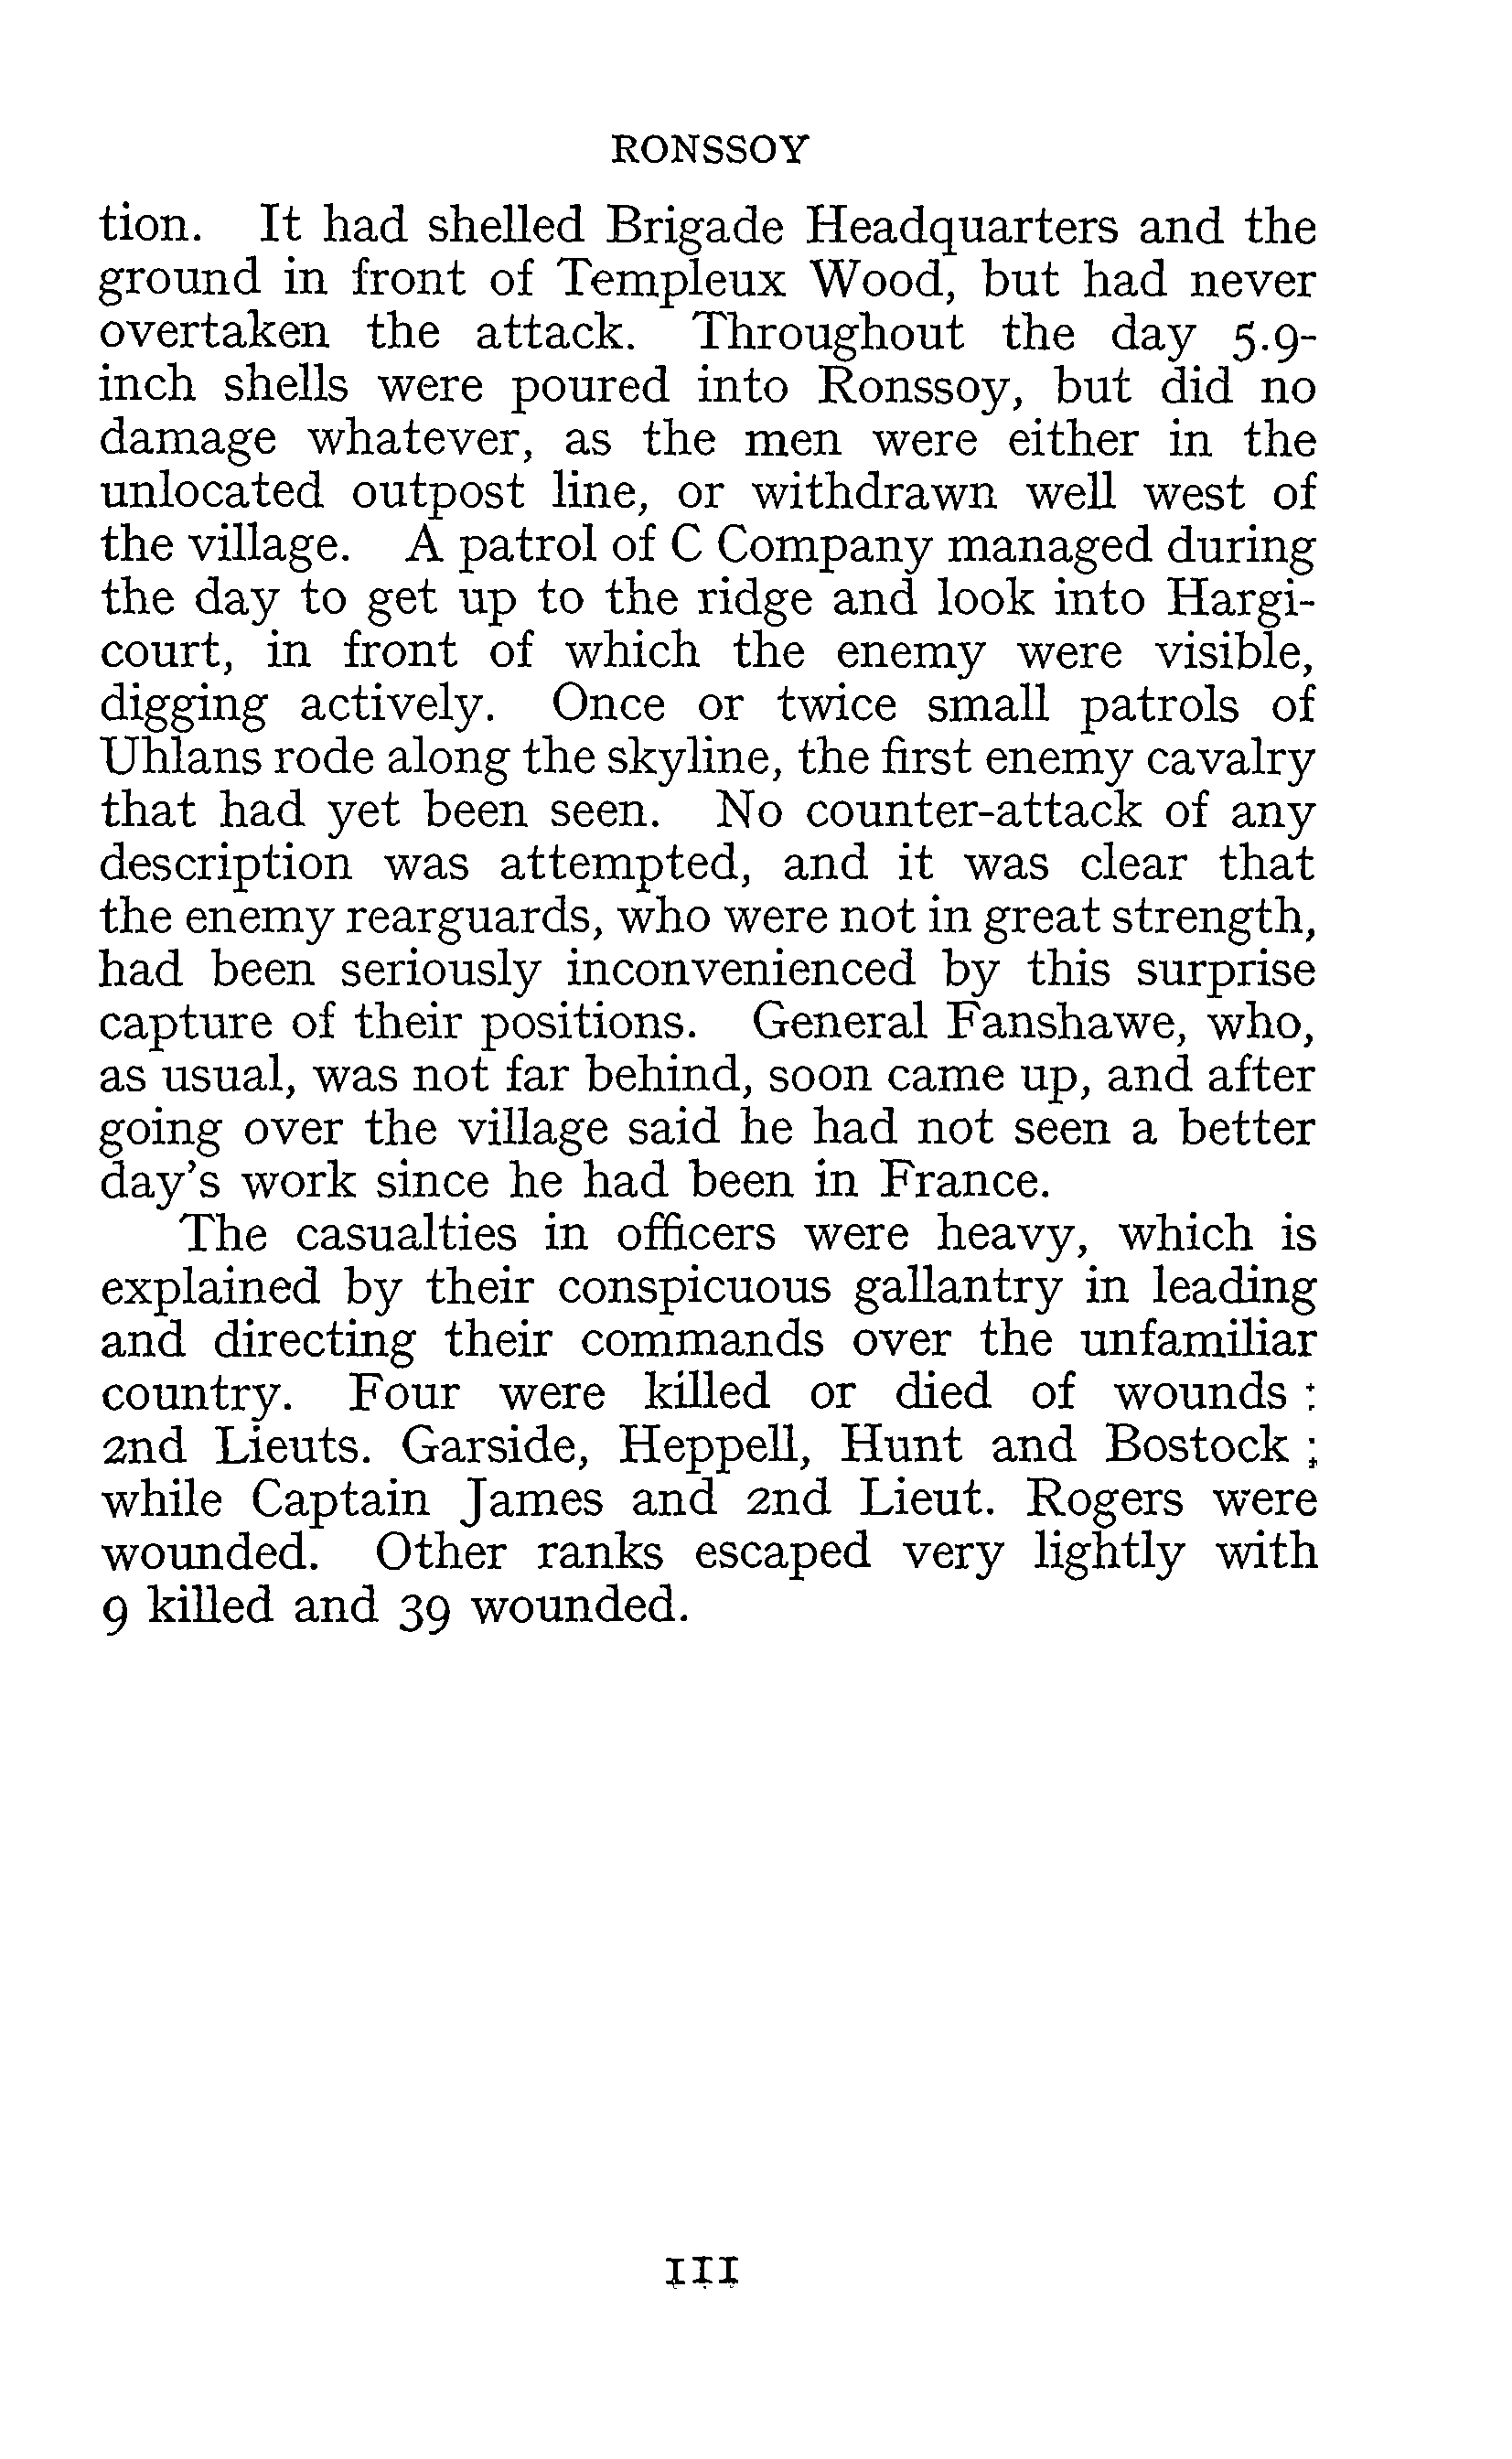 RONSSOY
tion. It had shelled Brigade Headquarters and the
ground in front of Templeux Wood, but had never
overtaken the attack. Throughout the day 5.9-
inch shells were poured into Ronssoy, but did no
damage whatever, as the men were either in the
unlocated outpost line, or withdrawn well west of
the village. A patrol of C Company managed during
the day to get up to the ridge and look into Hargi-
court, in front of which the enemy were visible,
digging actively. Once or twice small patrols of
Uhlans rode along the skyline, the first enemy cavalry
that had yet been seen. No counter-attack of any
description was attempted, and it was clear that
the enemy rearguards, who were not in great strength,
had been seriously inconvenienced by this surprise
capture of their positions. General Fanshawe, who,
as usual, was not far behind, soon came up, and after
going over the village said he had not seen a better
day's work since he had been in France.
The casualties in officers were heavy, which is
explained by their conspicuous gallantry in leading
and directing their commands over the unfamiliar
country. Four were killed or died of wounds :
2nd Lieuts. Garside, Heppell, Hunt and Bostock ;
while Captain James and 2nd Lieut. Rogers were
wounded. Other ranks escaped very lightly with
9 killed and 39 wounded.
111